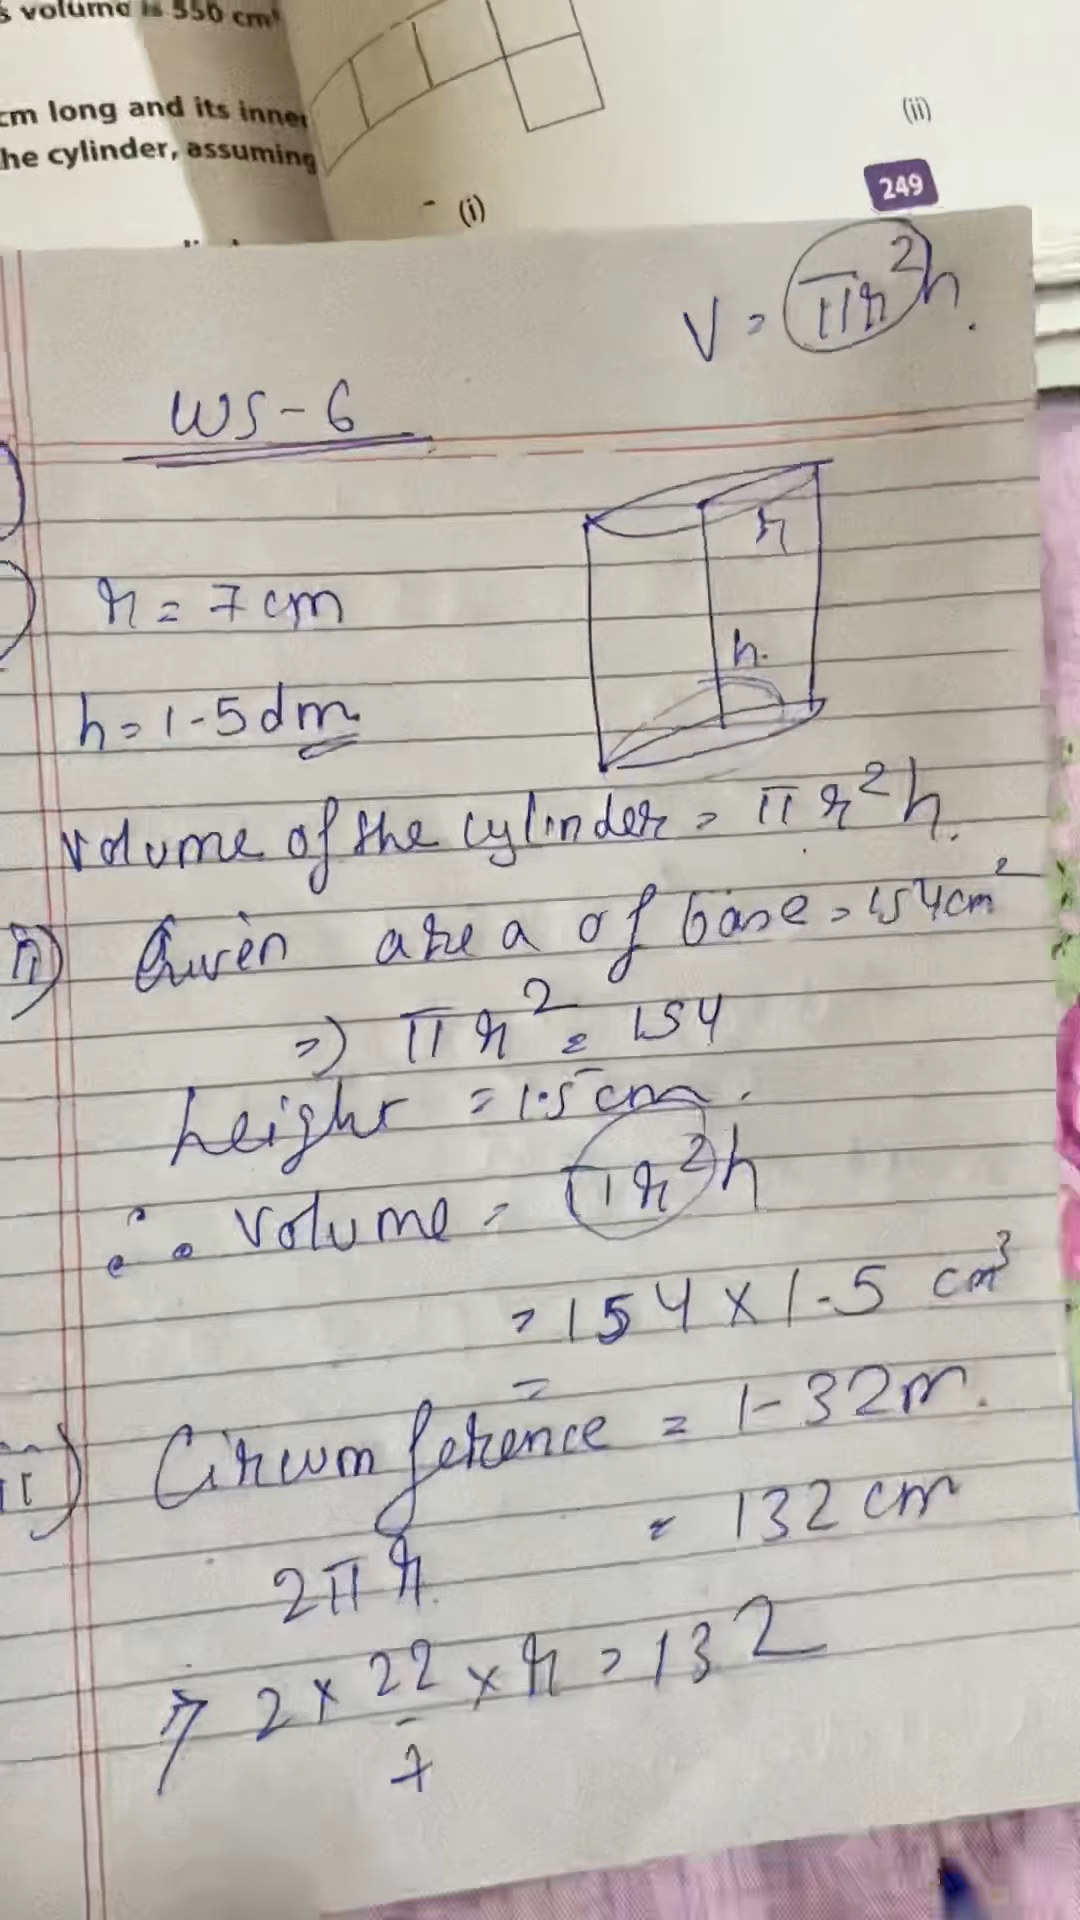 s volume is 550 cm³
cm long and its inner
he cylinder, assuming
(i)
(ii)
249
V = πr²h.
WS-6
r = 7 cm
h = 1.5 dm
r
h.
Volume of the cylinder = πr²h.
ii) Given area of base = 154 cm²
=) πr² = 154
height = 1.5 cm.
∴ volume = πr²h
= 154 × 1.5 cm³
=
iii) Circumference = 1.32m.
= 132 cm
2πr
⇒ 2 × 22/7 × r = 132